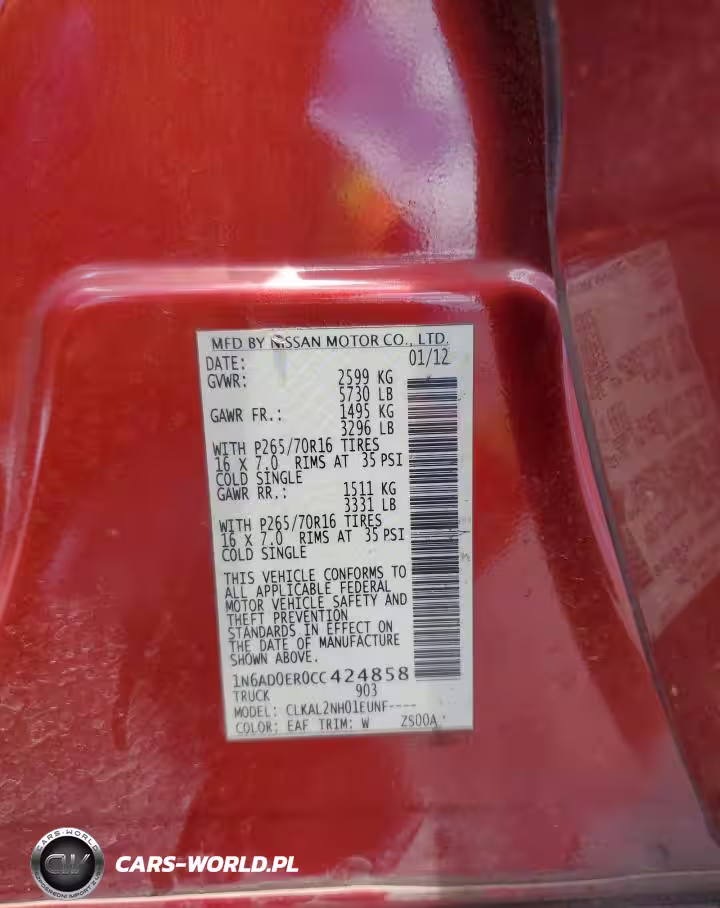 MFD BY NISSAN MOTOR CO., LTD.
DATE: 01/12
GVWR: 2599 KG
5730 LB
GAWR FR.: 1495 KG
3296 LB
WITH P265/70R16 TIRES
16 X 7.0 RIMS AT 35 PSI
COLD SINGLE
GAWR RR.: 1511 KG
3331 LB
WITH P265/70R16 TIRES
16 X 7.0 RIMS AT 35 PSI
COLD SINGLE
THIS VEHICLE CONFORMS TO
ALL APPLICABLE FEDERAL
MOTOR VEHICLE SAFETY AND
THEFT PREVENTION
STANDARDS IN EFFECT ON
THE DATE OF MANUFACTURE
SHOWN ABOVE.
1N6AD0ER0CC424858
TRUCK 903
MODEL: CLKAL2NH01EUNF----
COLOR: EAF TRIM: W ZS00A
CARS-WORLD
CW
CARS-WORLD.PL